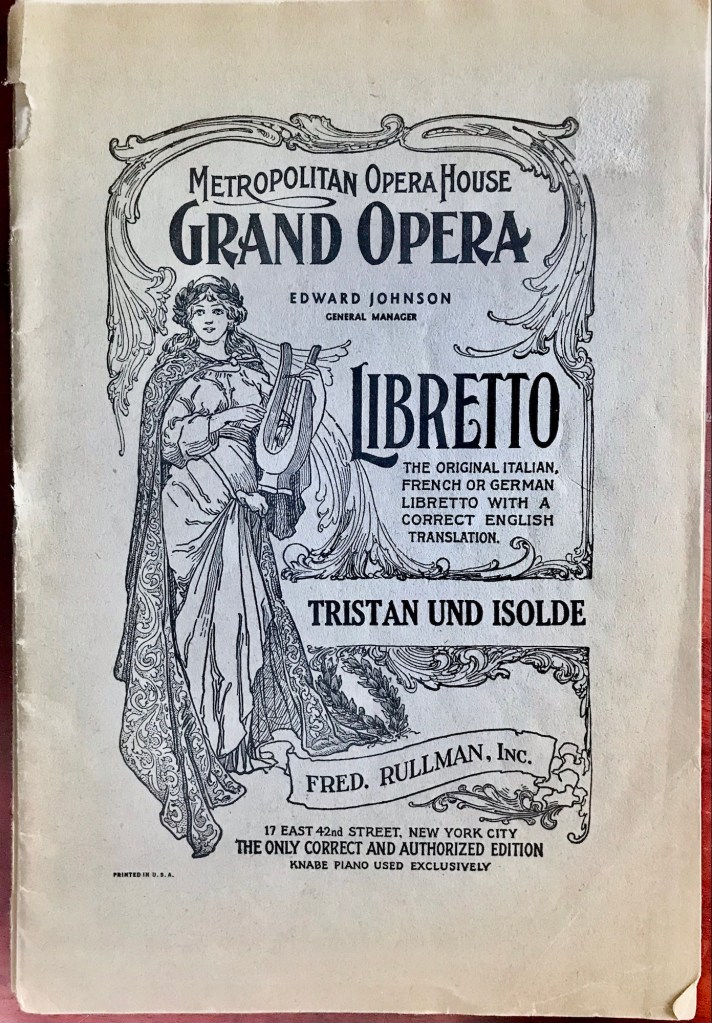 METROPOLITAN OPERA HOUSE
GRAND OPERA
EDWARD JOHNSON
GENERAL MANAGER
LIBRETTO
THE ORIGINAL ITALIAN,
FRENCH OR GERMAN
LIBRETTO WITH A
CORRECT ENGLISH
TRANSLATION.
TRISTAN UND ISOLDE
FRED. RULLMAN, INC.
17 EAST 42nd STREET, NEW YORK CITY
THE ONLY CORRECT AND AUTHORIZED EDITION
KNABE PIANO USED EXCLUSIVELY
PRINTED IN U. S. A.